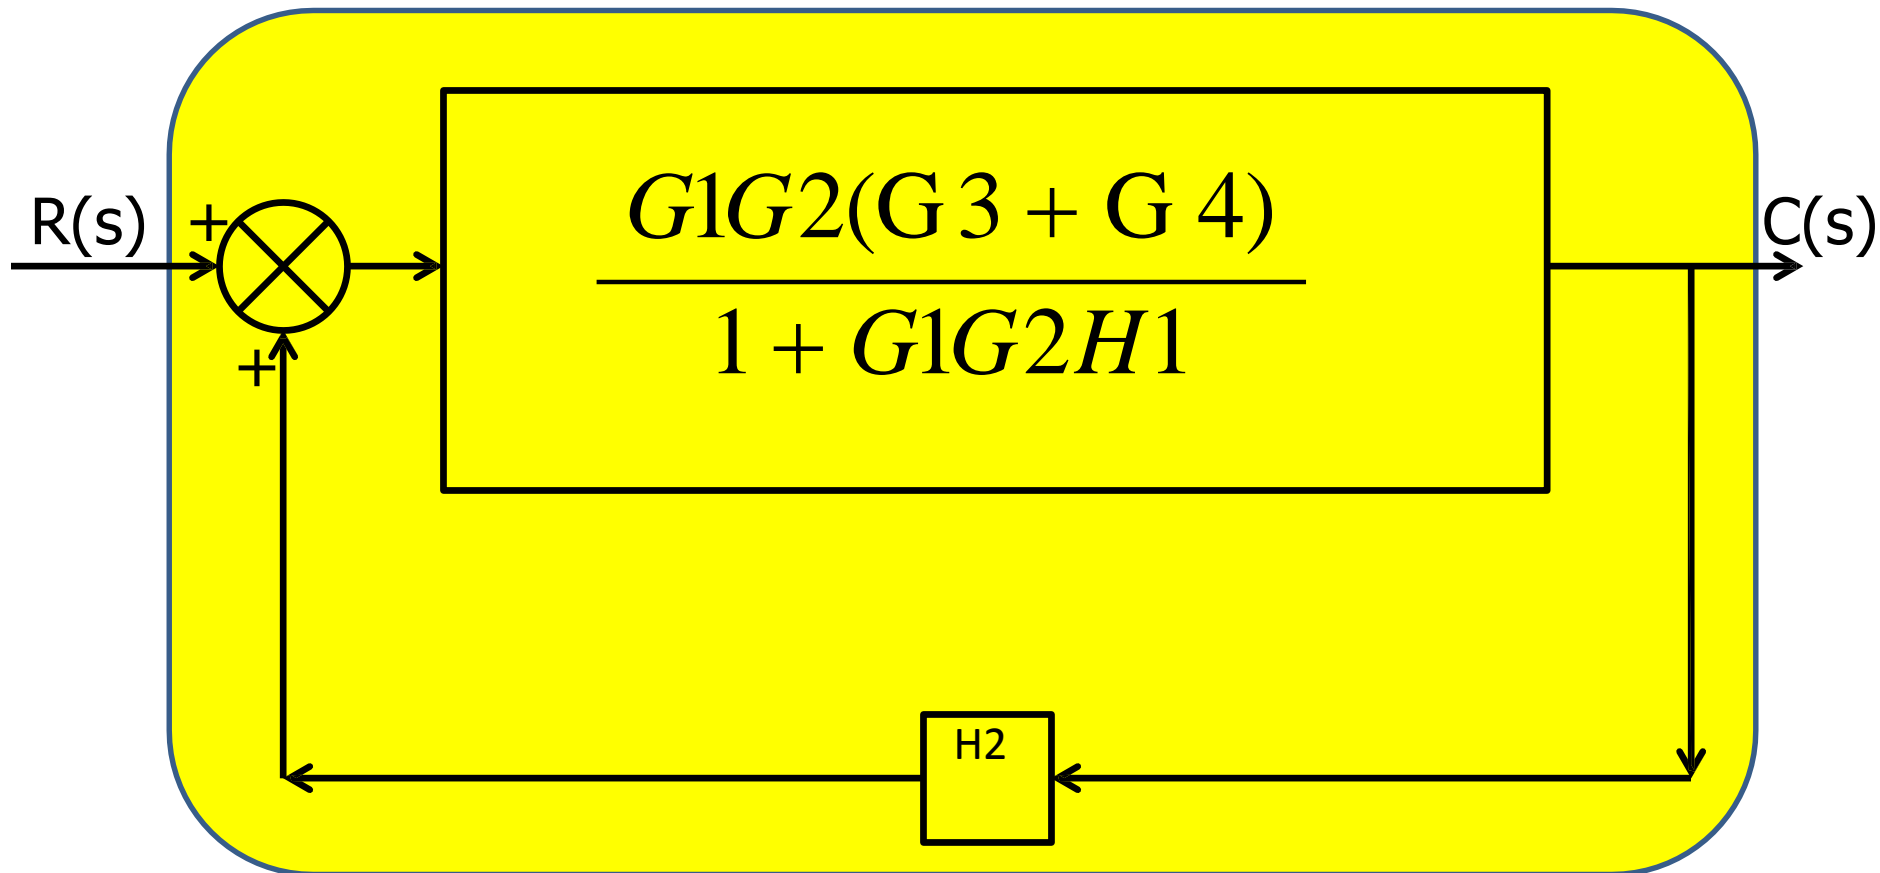 R(s)
+
G1G2(G3 + G4)
1 + G1G2H1
C(s)
+
H2